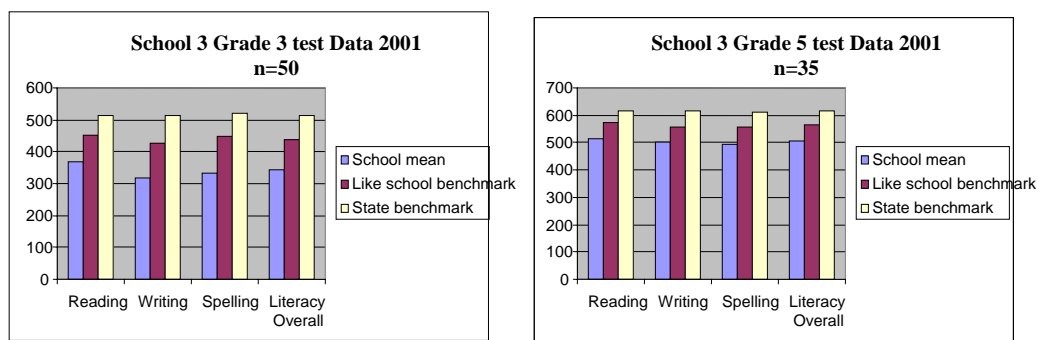 School 3 Grade 3 test Data 2001
n=50
600
500
400
300
200
100
0
Reading Writing Spelling Literacy
Overall
School mean
Like school benchmark
State benchmark
School 3 Grade 5 test Data 2001
n=35
700
600
500
400
300
200
100
0
Reading Writing Spelling Literacy
Overall
School mean
Like school benchmark
State benchmark